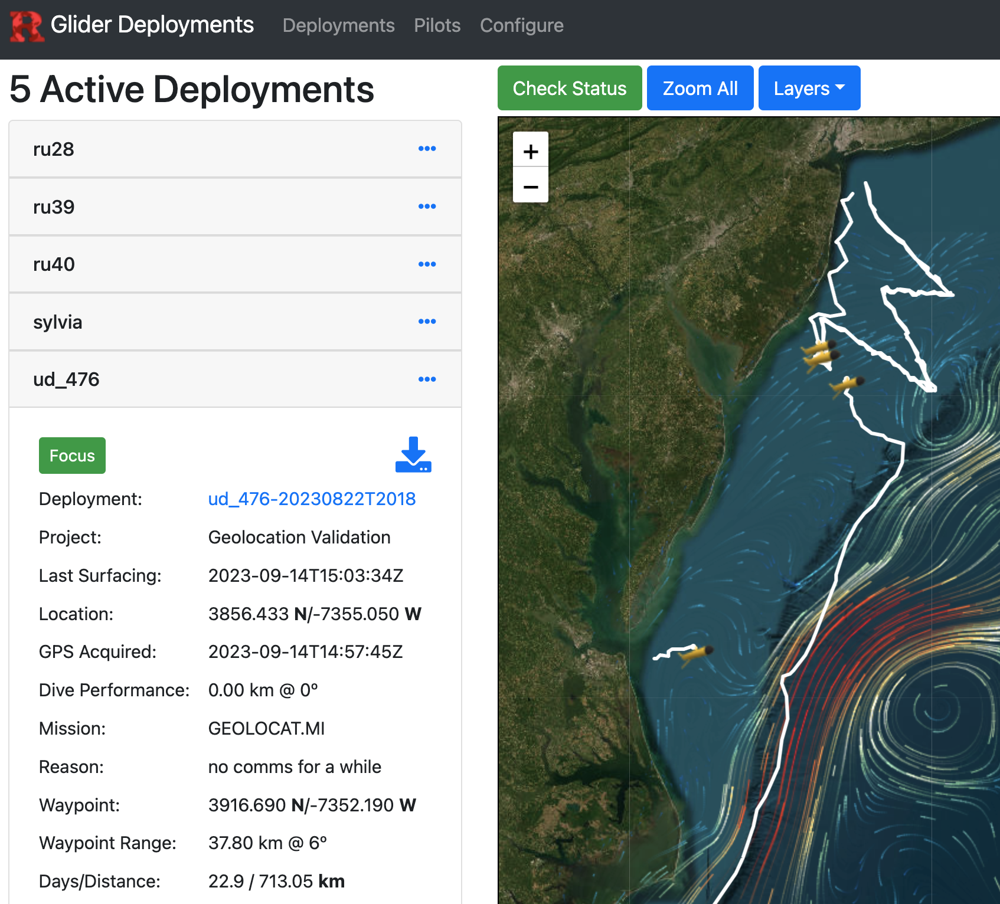 R Glider Deployments Deployments Pilots Configure
5 Active Deployments
Check Status Zoom All Layers
ru28
ru39
ru40
sylvia
ud_476
+
−
Focus
Deployment: ud_476-20230822T2018
Project: Geolocation Validation
Last Surfacing: 2023-09-14T15:03:34Z
Location: 3856.433 N/-7355.050 W
GPS Acquired: 2023-09-14T14:57:45Z
Dive Performance: 0.00 km @ 0º
Mission: GEOLOCAT.MI
Reason: no comms for a while
Waypoint: 3916.690 N/-7352.190 W
Waypoint Range: 37.80 km @ 6º
Days/Distance: 22.9 / 713.05 km